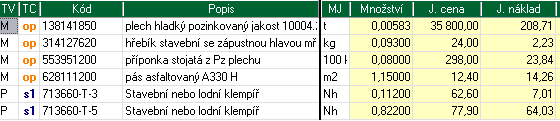 TV TC Kód Popis MJ Množství J. cena J. náklad
M op 138141850 plech hladký pozinkovaný jakost 10004. t 0,00583 35 800,00 208,71
M op 314127620 hřebík stavební se zápustnou hlavou mř kg 0,09300 24,00 2,23
M op 553951200 příponka stojatá z Pz plechu 100 0,08000 298,00 23,84
M op 628111200 pás asfaltovaný A330 H m2 1,15000 12,40 14,26
P s1 713660-T-3 Stavební nebo lodní klempíř Nh 0,11200 62,60 7,01
P s1 713660-T-5 Stavební nebo lodní klempíř Nh 0,82200 77,90 64,03